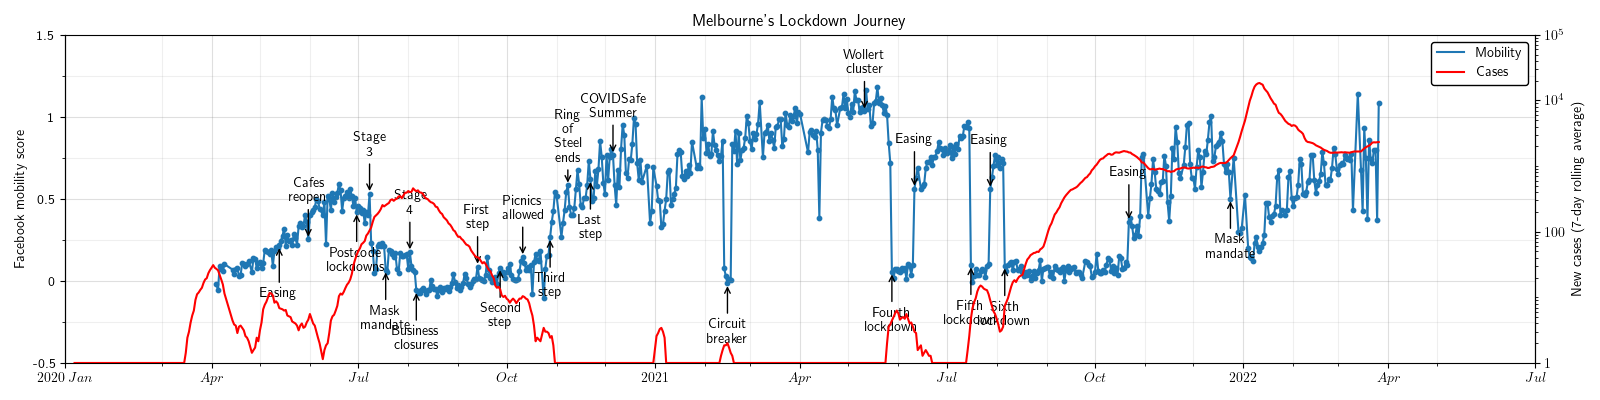 Melbourne's Lockdown Journey
Facebook mobility score
1.5
1
0.5
0
-0.5
Mobility
Cases
Easing
Cafes
reopen
Postcode
lockdowns
Stage
3
Mask
mandate
Stage
4
Business
closures
First
step
Second
step
Picnics
allowed
Third
step
Ring
of
Steel
ends
Last
step
COVIDSafe
Summer
Circuit
breaker
Wollert
cluster
Fourth
lockdown
Easing
Fifth
lockdown
Easing
Sixth
lockdown
Easing
Mask
mandate
10^5
10^4
100
1
New cases (7-day rolling average)
2020 Jan
Apr
Jul
Oct
2021
Apr
Jul
Oct
2022
Apr
Jul